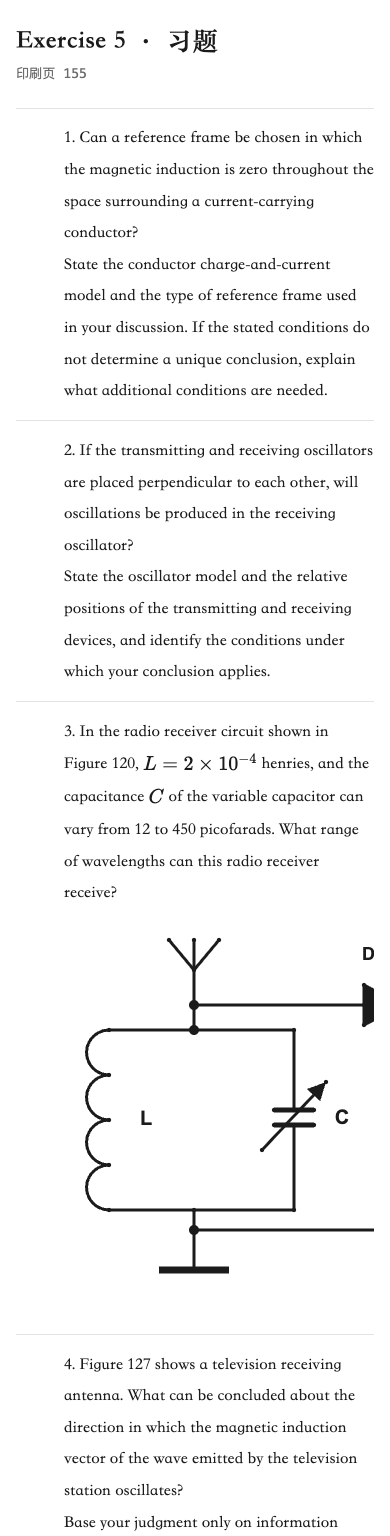 Exercise 5 · 习题
印刷页 155
1. Can a reference frame be chosen in which
the magnetic induction is zero throughout the
space surrounding a current-carrying
conductor?
State the conductor charge-and-current
model and the type of reference frame used
in your discussion. If the stated conditions do
not determine a unique conclusion, explain
what additional conditions are needed.
2. If the transmitting and receiving oscillators
are placed perpendicular to each other, will
oscillations be produced in the receiving
oscillator?
State the oscillator model and the relative
positions of the transmitting and receiving
devices, and identify the conditions under
which your conclusion applies.
3. In the radio receiver circuit shown in
Figure 120, L = 2 × 10⁻⁴ henries, and the
capacitance C of the variable capacitor can
vary from 12 to 450 picofarads. What range
of wavelengths can this radio receiver
receive?
D
L
C
4. Figure 127 shows a television receiving
antenna. What can be concluded about the
direction in which the magnetic induction
vector of the wave emitted by the television
station oscillates?
Base your judgment only on information